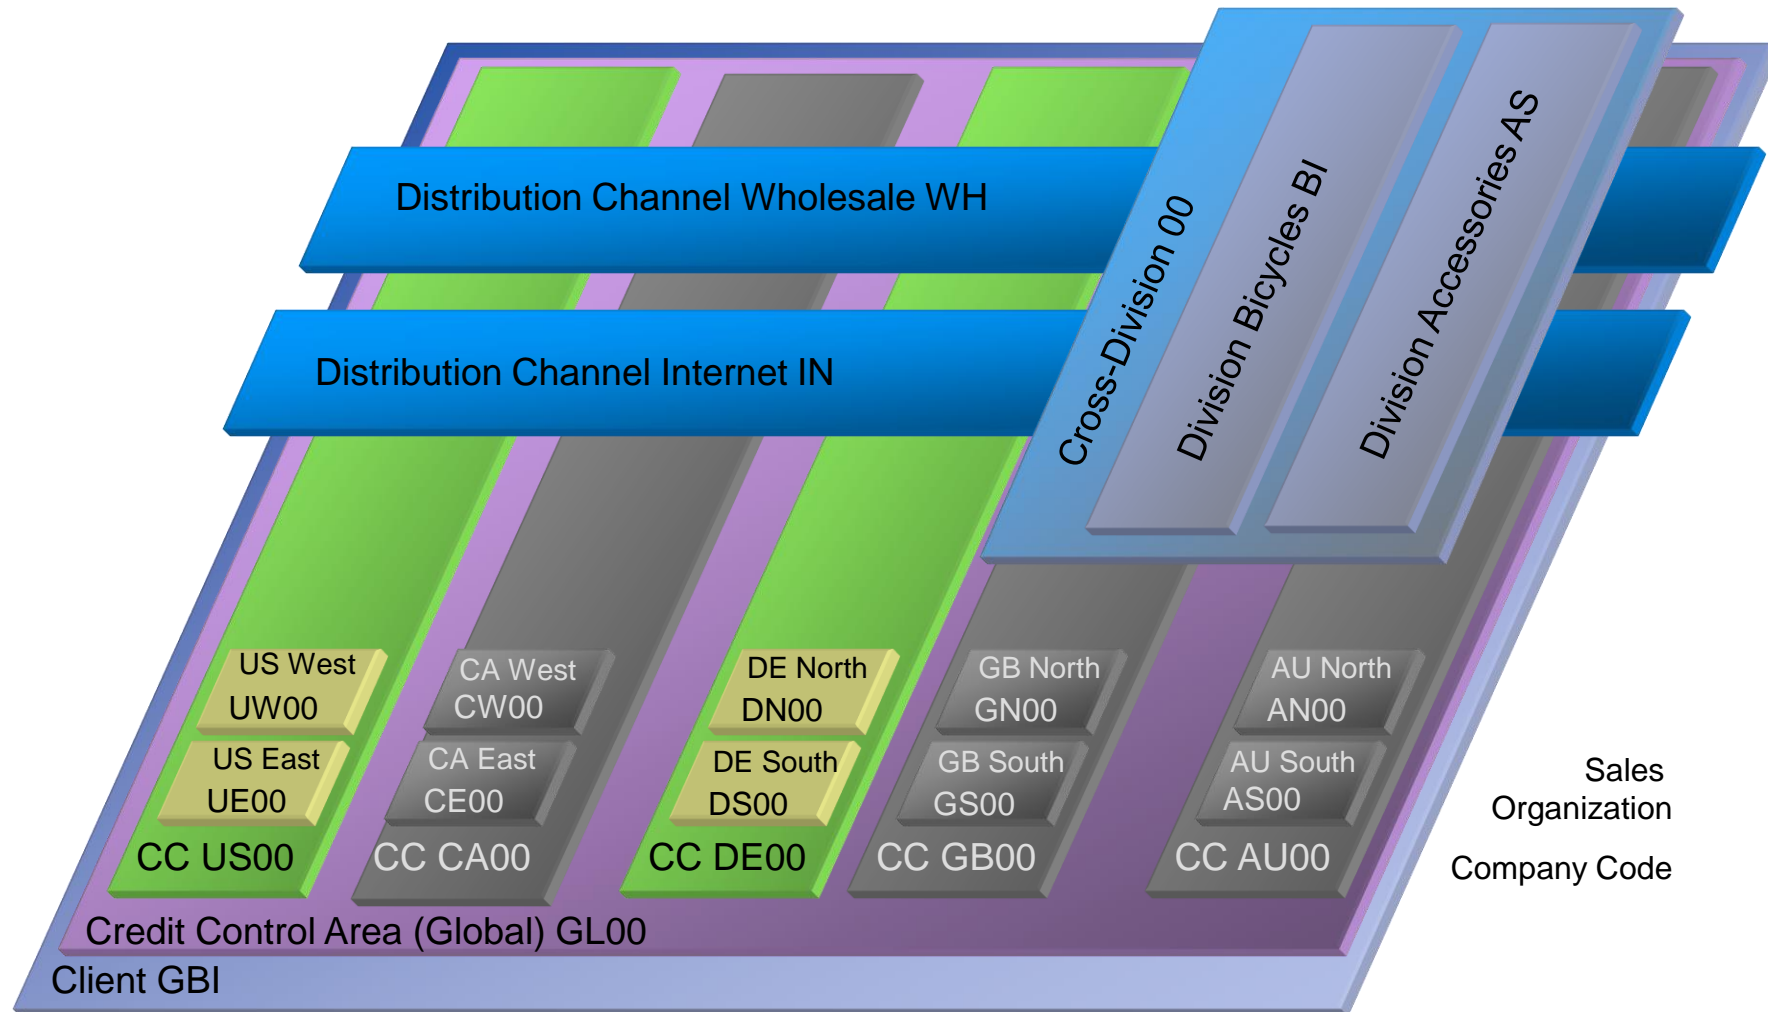 Distribution Channel Wholesale WH
Distribution Channel Internet IN
Cross-Division 00
Division Bicycles BI
Division Accessories AS
US West
UW00
US East
UE00
CC US00
CA West
CW00
CA East
CE00
CC CA00
DE North
DN00
DE South
DS00
CC DE00
GB North
GN00
GB South
GS00
CC GB00
AU North
AN00
AU South
AS00
CC AU00
Sales
Organization
Company Code
Credit Control Area (Global) GL00
Client GBI